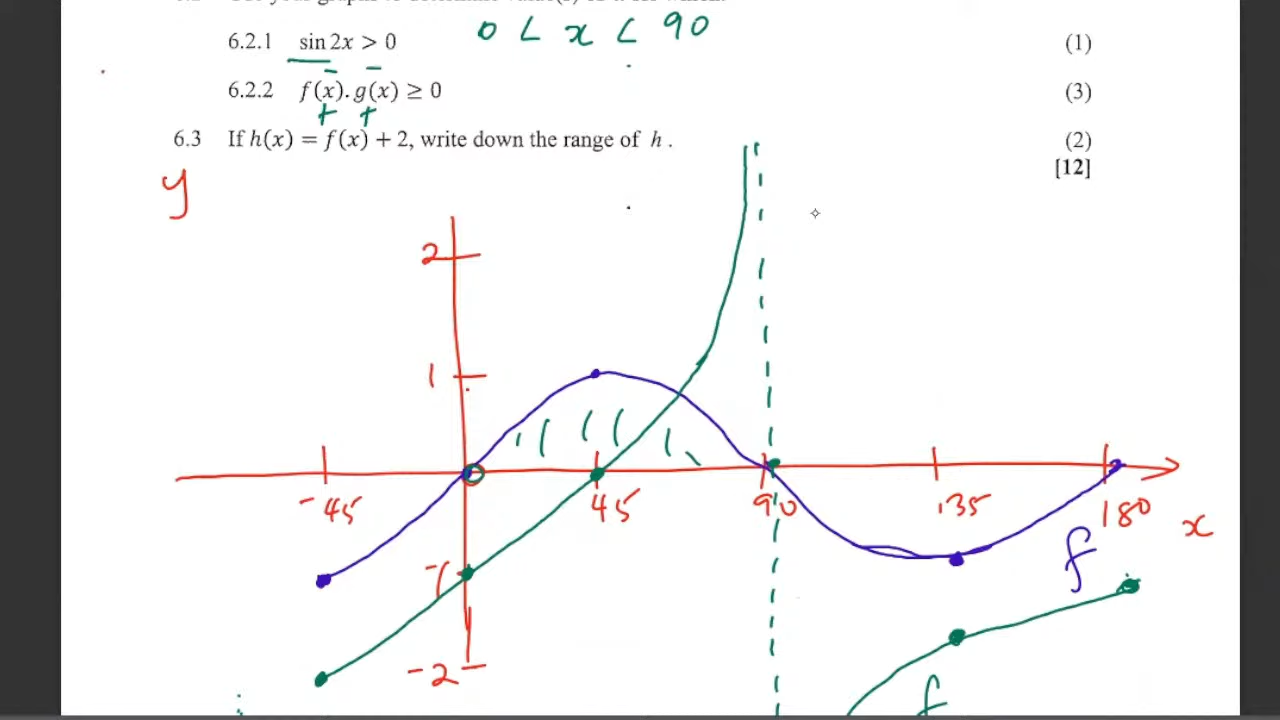 0 < x < 90
6.2.1 sin 2x > 0 (1)
6.2.2 f(x). g(x) ≥ 0 (3)
− −
+ +
6.3 If h(x) = f(x) + 2, write down the range of h . (2)
[12]
y
2
1
-45
45
90
135
180
x
-1
f
-2
f